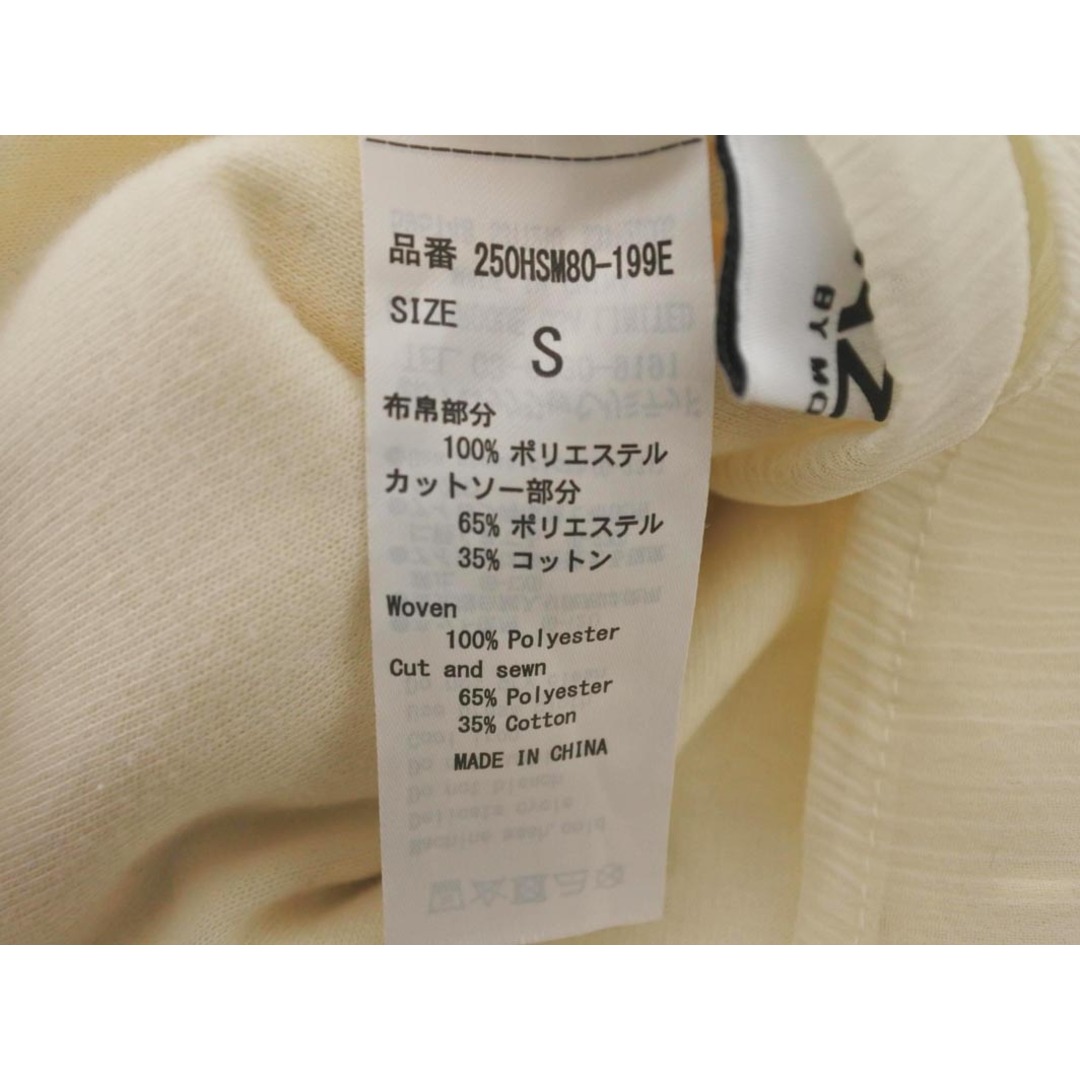 品番 250HSM80-199E
SIZE
S
布帛部分
100% ポリエステル
カットソー部分
65% ポリエステル
35% コットン
Woven
100% Polyester
Cut and sewn
65% Polyester
35% Cotton
MADE IN CHINA
BY